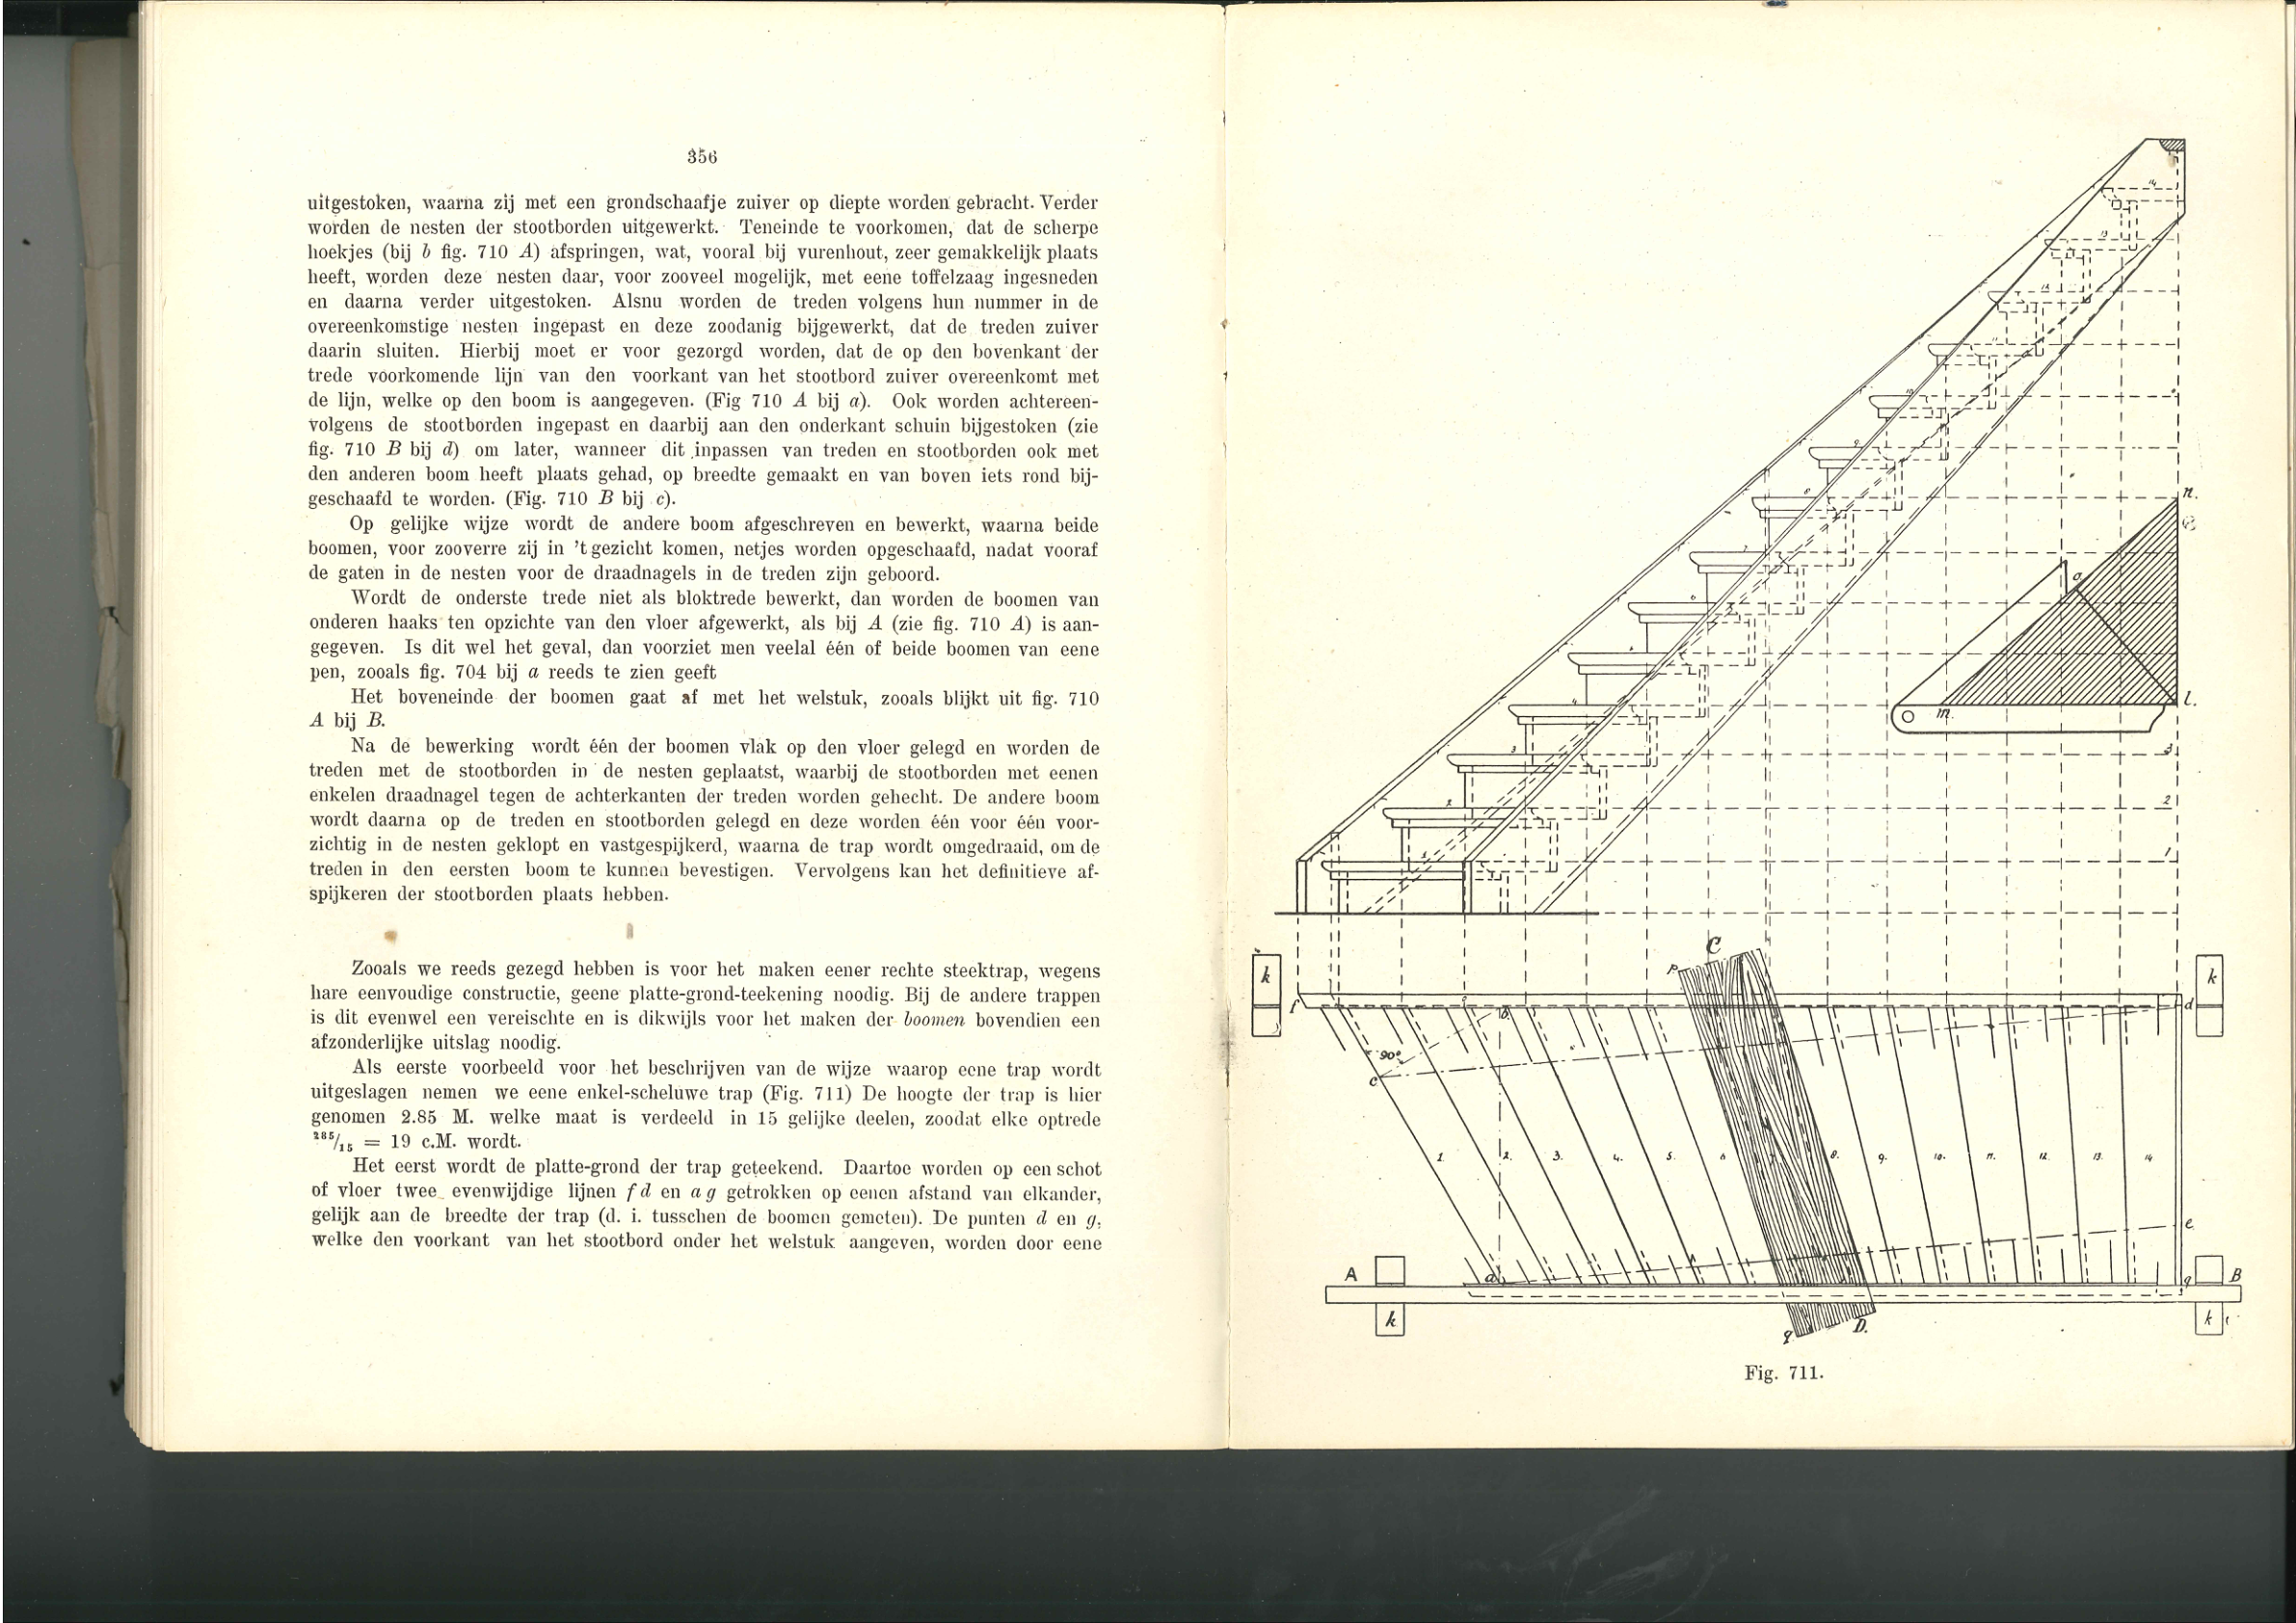 356
uitgestoken, waarna zij met een grondschaafje zuiver op diepte worden gebracht. Verder
worden de nesten der stootborden uitgewerkt. Teneinde te voorkomen, dat de scherpe
hoekjes (bij b fig. 710 A) afspringen, wat, vooral bij vurenhout, zeer gemakkelijk plaats
heeft, worden deze nesten daar, voor zooveel mogelijk, met eene toffelzaag ingesneden
en daarna verder uitgestoken. Alsnu worden de treden volgens hun nummer in de
overeenkomstige nesten ingepast en deze zoodanig bijgewerkt, dat de treden zuiver
daarin sluiten. Hierbij moet er voor gezorgd worden, dat de op den bovenkant der
trede voorkomende lijn van den voorkant van het stootbord zuiver overeenkomt met
de lijn, welke op den boom is aangegeven. (Fig 710 A bij a). Ook worden achtereen-
volgens de stootborden ingepast en daarbij aan den onderkant schuin bijgestoken (zie
fig. 710 B bij d) om later, wanneer dit inpassen van treden en stootborden ook met
den anderen boom heeft plaats gehad, op breedte gemaakt en van boven iets rond bij-
geschaafd te worden. (Fig. 710 B bij c).
Op gelijke wijze wordt de andere boom afgeschreven en bewerkt, waarna beide
boomen, voor zooverre zij in 't gezicht komen, netjes worden opgeschaafd, nadat vooraf
de gaten in de nesten voor de draadnagels in de treden zijn geboord.
Wordt de onderste trede niet als bloktrede bewerkt, dan worden de boomen van
onderen haaks ten opzichte van den vloer afgewerkt, als bij A (zie fig. 710 A) is aan-
gegeven. Is dit wel het geval, dan voorziet men veelal één of beide boomen van eene
pen, zooals fig. 704 bij a reeds te zien geeft
Het boveneinde der boomen gaat af met het welstuk, zooals blijkt uit fig. 710
A bij B.
Na de bewerking wordt één der boomen vlak op den vloer gelegd en worden de
treden met de stootborden in de nesten geplaatst, waarbij de stootborden met eenen
enkelen draadnagel tegen de achterkanten der treden worden gehecht. De andere boom
wordt daarna op de treden en stootborden gelegd en deze worden één voor één voor-
zichtig in de nesten geklopt en vastgespijkerd, waarna de trap wordt omgedraaid, om de
treden in den eersten boom te kunnen bevestigen. Vervolgens kan het definitieve af-
spijkeren der stootborden plaats hebben.
Zooals we reeds gezegd hebben is voor het maken eener rechte steektrap, wegens
hare eenvoudige constructie, geene platte-grond-teekening noodig. Bij de andere trappen
is dit evenwel een vereischte en is dikwijls voor het maken der boomen bovendien een
afzonderlijke uitslag noodig.
Als eerste voorbeeld voor het beschrijven van de wijze waarop eene trap wordt
uitgeslagen nemen we eene enkel-scheluwe trap (Fig. 711) De hoogte der trap is hier
genomen 2.85 M. welke maat is verdeeld in 15 gelijke deelen, zoodat elke optrede
²⁸⁵/₁₅ = 19 c.M. wordt.
Het eerst wordt de platte-grond der trap geteekend. Daartoe worden op een schot
of vloer twee evenwijdige lijnen f d en a g getrokken op eenen afstand van elkander,
gelijk aan de breedte der trap (d. i. tusschen de boomen gemeten). De punten d en g,
welke den voorkant van het stootbord onder het welstuk aangeven, worden door eene
14
13
12
11
10
9
8
7
6
5
4
3
2
1
n.
o
m.
l.
3
2
1
C
p
k
k
f
d
b
90°
c
1. 2. 3. 4. 5. 6 7 8. 9. 10. 11. 12. 13. 14
e
A
a
g
B
k
q
D.
k
Fig. 711.